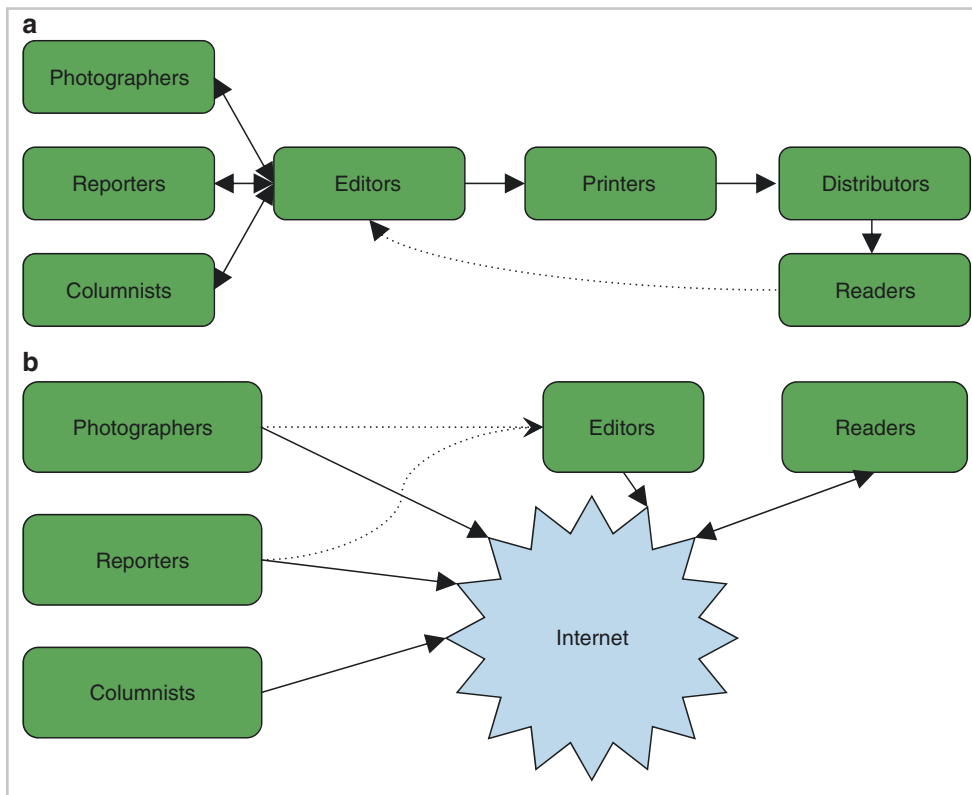 a
Photographers
Reporters
Editors
Printers
Distributors
Columnists
Readers
b
Photographers
Editors
Readers
Reporters
Internet
Columnists